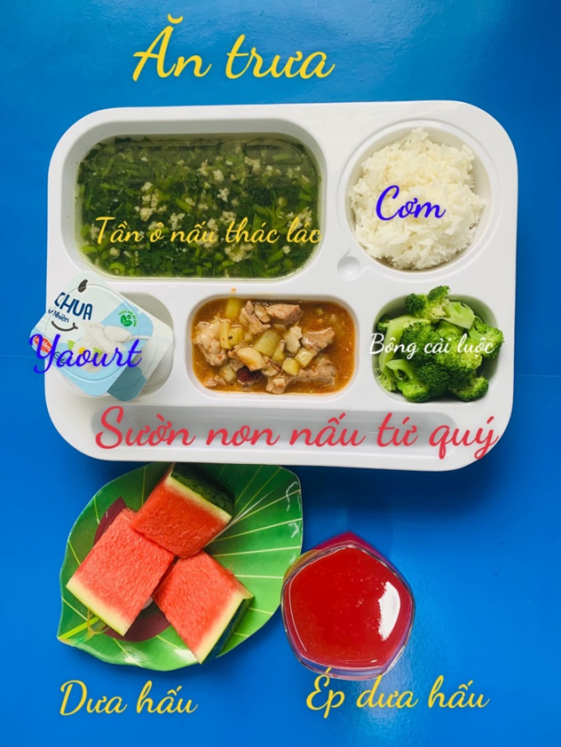 Ăn trưa
Cơm
Tần ô nấu thác lác
CHUA
Yaourt
Bông cải luộc
Sườn non nấu tứ quý
Dưa hấu
Ép dưa hấu